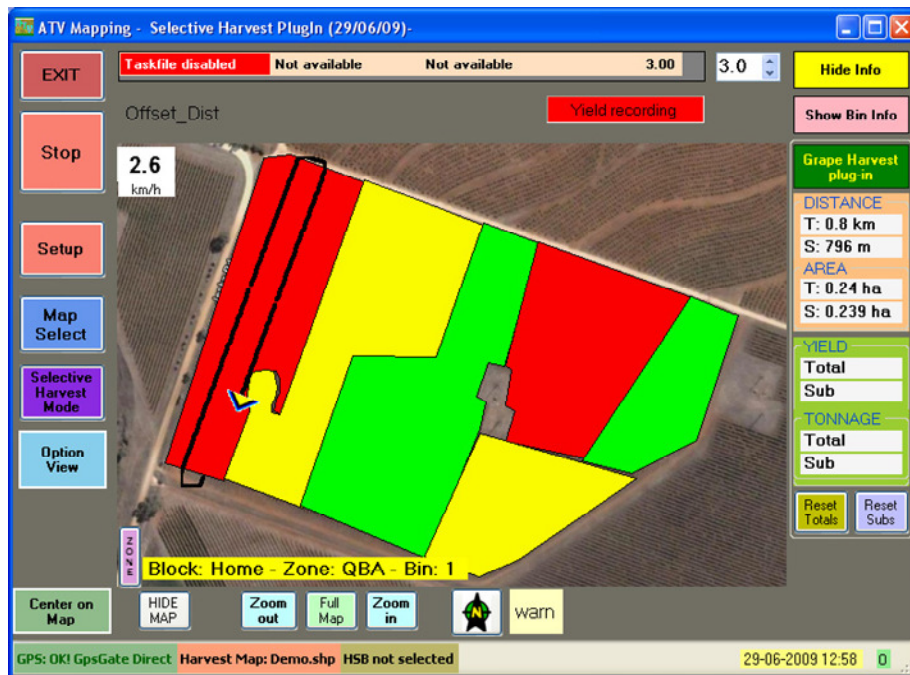 ATV Mapping - Selective Harvest PlugIn (29/06/09)-
EXIT
Taskfile disabled Not available Not available 3.00
3.0
Hide Info
Offset_Dist
Yield recording
Show Bin Info
Stop
2.6
km/h
Grape Harvest
plug-in
DISTANCE
T: 0.8 km
S: 796 m
AREA
T: 0.24 ha
S: 0.239 ha
Setup
Map
Select
YIELD
Total
Sub
Selective
Harvest
Mode
TONNAGE
Total
Sub
Option
View
Reset
Totals
Reset
Subs
ZONE
Block: Home - Zone: QBA - Bin: 1
Center on
Map
HIDE
MAP
Zoom
out
Full
Map
Zoom
in
N
warn
GPS: OK! GpsGate Direct Harvest Map: Demo.shp HSB not selected 29-06-2009 12:58 0